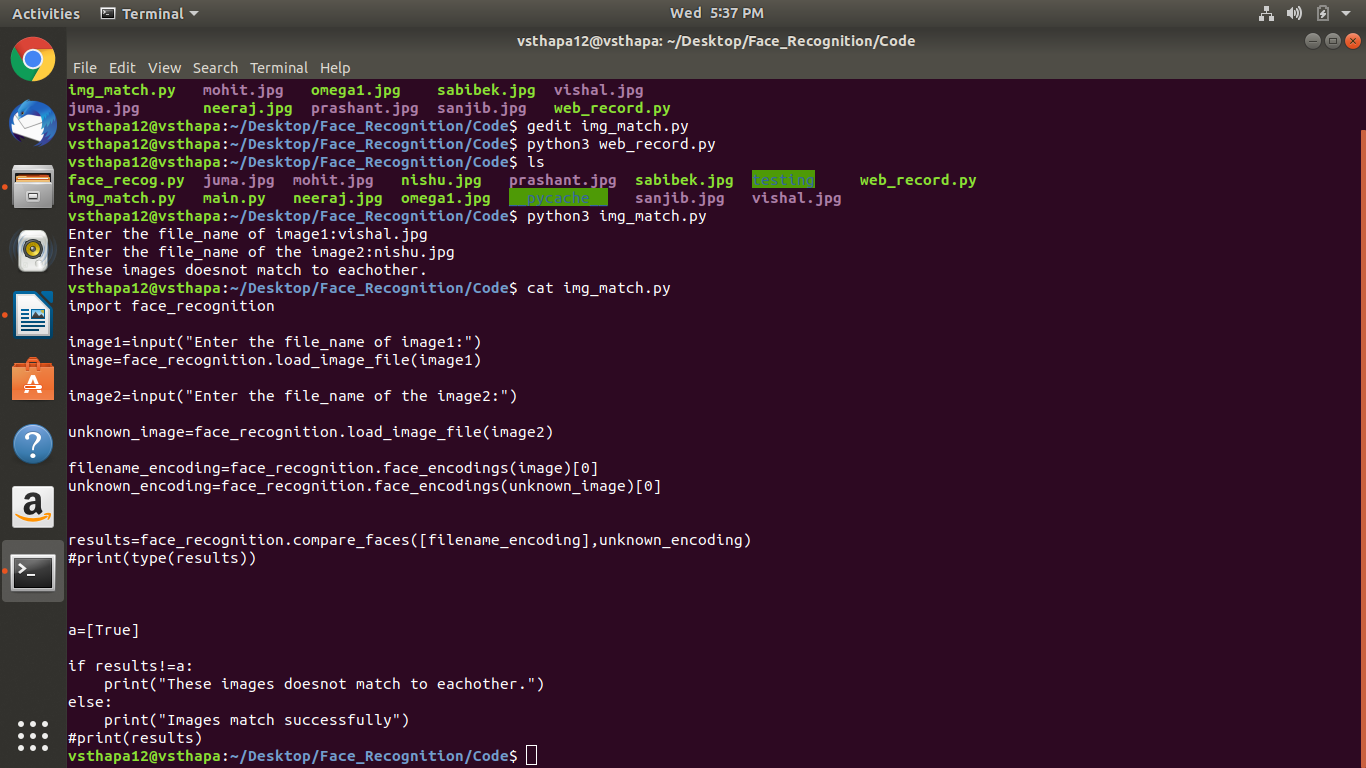 Activities Terminal Wed 5:37 PM
vsthapa12@vsthapa: ~/Desktop/Face_Recognition/Code
File Edit View Search Terminal Help
img_match.py mohit.jpg omega1.jpg sabibek.jpg vishal.jpg
juma.jpg neeraj.jpg prashant.jpg sanjib.jpg web_record.py
vsthapa12@vsthapa:~/Desktop/Face_Recognition/Code$ gedit img_match.py
vsthapa12@vsthapa:~/Desktop/Face_Recognition/Code$ python3 web_record.py
vsthapa12@vsthapa:~/Desktop/Face_Recognition/Code$ ls
face_recog.py juma.jpg mohit.jpg nishu.jpg prashant.jpg sabibek.jpg testing web_record.py
img_match.py main.py neeraj.jpg omega1.jpg __pycache__ sanjib.jpg vishal.jpg
vsthapa12@vsthapa:~/Desktop/Face_Recognition/Code$ python3 img_match.py
Enter the file_name of image1:vishal.jpg
Enter the file_name of the image2:nishu.jpg
These images doesnot match to eachother.
vsthapa12@vsthapa:~/Desktop/Face_Recognition/Code$ cat img_match.py
import face_recognition
image1=input("Enter the file_name of image1:")
image=face_recognition.load_image_file(image1)
image2=input("Enter the file_name of the image2:")
unknown_image=face_recognition.load_image_file(image2)
filename_encoding=face_recognition.face_encodings(image)[0]
unknown_encoding=face_recognition.face_encodings(unknown_image)[0]
results=face_recognition.compare_faces([filename_encoding],unknown_encoding)
#print(type(results))
a=[True]
if results!=a:
    print("These images doesnot match to eachother.")
else:
    print("Images match successfully")
#print(results)
vsthapa12@vsthapa:~/Desktop/Face_Recognition/Code$